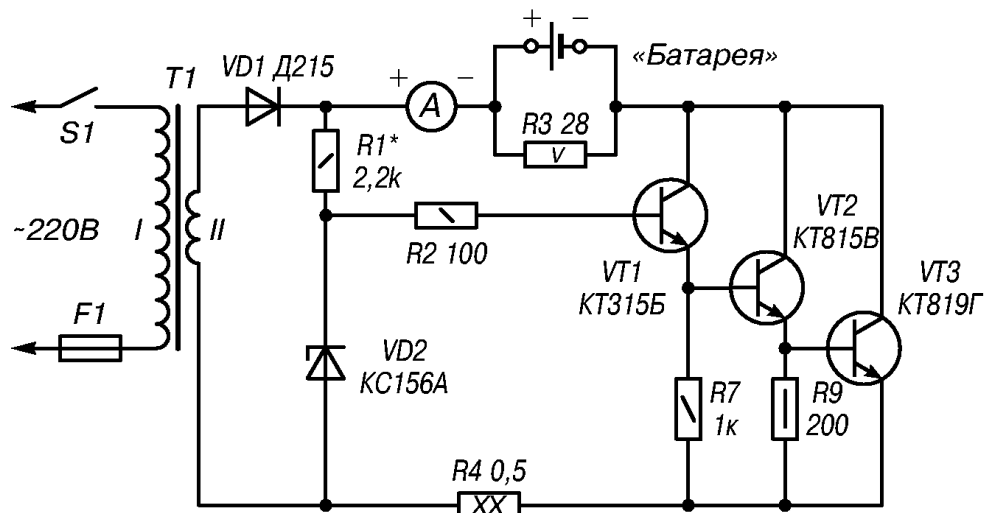 «Батарея»
+ −
T1
VD1 Д215
+ −
A
S1
R3 28
V
R1*
2,2k
~220В
I
II
R2 100
VT1
КТ315Б
VT2
КТ815В
VT3
КТ819Г
F1
VD2
КС156А
R7
1к
R9
200
R4 0,5
XX